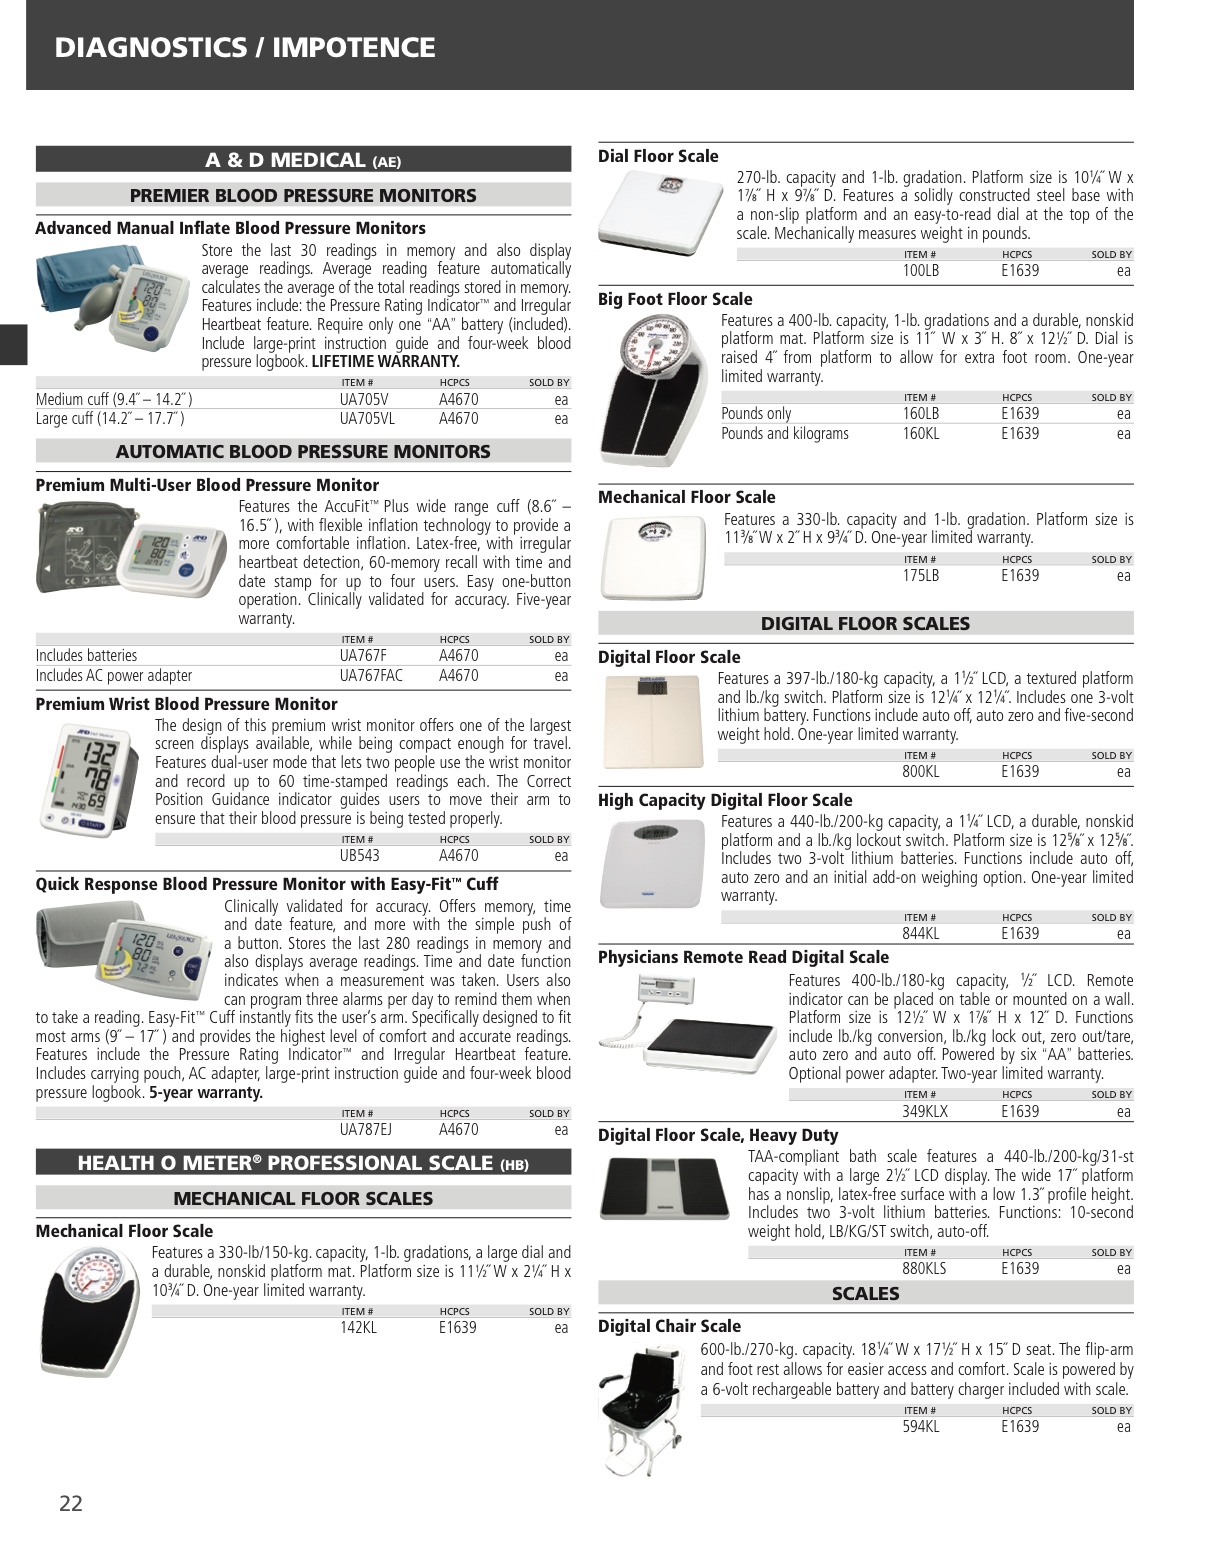 DIAGNOSTICS / IMPOTENCE
A & D MEDICAL (AE)
PREMIER BLOOD PRESSURE MONITORS
Advanced Manual Inflate Blood Pressure Monitors
Store the last 30 readings in memory and also display
average readings. Average reading feature automatically
calculates the average of the total readings stored in memory.
Features include: the Pressure Rating Indicator™ and Irregular
Heartbeat feature. Require only one “AA” battery (included).
Include large-print instruction guide and four-week blood
pressure logbook. LIFETIME WARRANTY.
ITEM # HCPCS SOLD BY
Medium cuff (9.4˝ – 14.2˝ ) UA705V A4670 ea
Large cuff (14.2˝ – 17.7˝ ) UA705VL A4670 ea
AUTOMATIC BLOOD PRESSURE MONITORS
Premium Multi-User Blood Pressure Monitor
Features the AccuFit™ Plus wide range cuff (8.6˝ –
16.5˝ ), with flexible inflation technology to provide a
more comfortable inflation. Latex-free, with irregular
heartbeat detection, 60-memory recall with time and
date stamp for up to four users. Easy one-button
operation. Clinically validated for accuracy. Five-year
warranty.
ITEM # HCPCS SOLD BY
Includes batteries UA767F A4670 ea
Includes AC power adapter UA767FAC A4670 ea
Premium Wrist Blood Pressure Monitor
The design of this premium wrist monitor offers one of the largest
screen displays available, while being compact enough for travel.
Features dual-user mode that lets two people use the wrist monitor
and record up to 60 time-stamped readings each. The Correct
Position Guidance indicator guides users to move their arm to
ensure that their blood pressure is being tested properly.
ITEM # HCPCS SOLD BY
UB543 A4670 ea
Quick Response Blood Pressure Monitor with Easy-Fit™ Cuff
Clinically validated for accuracy. Offers memory, time
and date feature, and more with the simple push of
a button. Stores the last 280 readings in memory and
also displays average readings. Time and date function
indicates when a measurement was taken. Users also
can program three alarms per day to remind them when
to take a reading. Easy-Fit™ Cuff instantly fits the user’s arm. Specifically designed to fit
most arms (9˝ – 17˝ ) and provides the highest level of comfort and accurate readings.
Features include the Pressure Rating Indicator™ and Irregular Heartbeat feature.
Includes carrying pouch, AC adapter, large-print instruction guide and four-week blood
pressure logbook. 5-year warranty.
ITEM # HCPCS SOLD BY
UA787EJ A4670 ea
HEALTH O METER® PROFESSIONAL SCALE (HB)
MECHANICAL FLOOR SCALES
Mechanical Floor Scale
Features a 330-lb/150-kg. capacity, 1-lb. gradations, a large dial and
a durable, nonskid platform mat. Platform size is 11½˝ W x 2¼˝ H x
10¾˝ D. One-year limited warranty.
ITEM # HCPCS SOLD BY
142KL E1639 ea
Dial Floor Scale
270-lb. capacity and 1-lb. gradation. Platform size is 10¼˝ W x
1⅞˝ H x 9⅞˝ D. Features a solidly constructed steel base with
a non-slip platform and an easy-to-read dial at the top of the
scale. Mechanically measures weight in pounds.
ITEM # HCPCS SOLD BY
100LB E1639 ea
Big Foot Floor Scale
Features a 400-lb. capacity, 1-lb. gradations and a durable, nonskid
platform mat. Platform size is 11˝ W x 3˝ H. 8˝ x 12½˝ D. Dial is
raised 4˝ from platform to allow for extra foot room. One-year
limited warranty.
ITEM # HCPCS SOLD BY
Pounds only 160LB E1639 ea
Pounds and kilograms 160KL E1639 ea
Mechanical Floor Scale
Features a 330-lb. capacity and 1-lb. gradation. Platform size is
11⅜˝ W x 2˝ H x 9¾˝ D. One-year limited warranty.
ITEM # HCPCS SOLD BY
175LB E1639 ea
DIGITAL FLOOR SCALES
Digital Floor Scale
Features a 397-lb./180-kg capacity, a 1½˝ LCD, a textured platform
and lb./kg switch. Platform size is 12¼˝ x 12¼˝. Includes one 3-volt
lithium battery. Functions include auto off, auto zero and five-second
weight hold. One-year limited warranty.
ITEM # HCPCS SOLD BY
800KL E1639 ea
High Capacity Digital Floor Scale
Features a 440-lb./200-kg capacity, a 1¼˝ LCD, a durable, nonskid
platform and a lb./kg lockout switch. Platform size is 12⅝˝ x 12⅝˝.
Includes two 3-volt lithium batteries. Functions include auto off,
auto zero and an initial add-on weighing option. One-year limited
warranty.
ITEM # HCPCS SOLD BY
844KL E1639 ea
Physicians Remote Read Digital Scale
Features 400-lb./180-kg capacity, ½˝ LCD. Remote
indicator can be placed on table or mounted on a wall.
Platform size is 12½˝ W x 1⅞˝ H x 12˝ D. Functions
include lb./kg conversion, lb./kg lock out, zero out/tare,
auto zero and auto off. Powered by six “AA” batteries.
Optional power adapter. Two-year limited warranty.
ITEM # HCPCS SOLD BY
349KLX E1639 ea
Digital Floor Scale, Heavy Duty
TAA-compliant bath scale features a 440-lb./200-kg/31-st
capacity with a large 2½˝ LCD display. The wide 17˝ platform
has a nonslip, latex-free surface with a low 1.3˝ profile height.
Includes two 3-volt lithium batteries. Functions: 10-second
weight hold, LB/KG/ST switch, auto-off.
ITEM # HCPCS SOLD BY
880KLS E1639 ea
SCALES
Digital Chair Scale
600-lb./270-kg. capacity. 18¼˝ W x 17½˝ H x 15˝ D seat. The flip-arm
and foot rest allows for easier access and comfort. Scale is powered by
a 6-volt rechargeable battery and battery charger included with scale.
ITEM # HCPCS SOLD BY
594KL E1639 ea
22